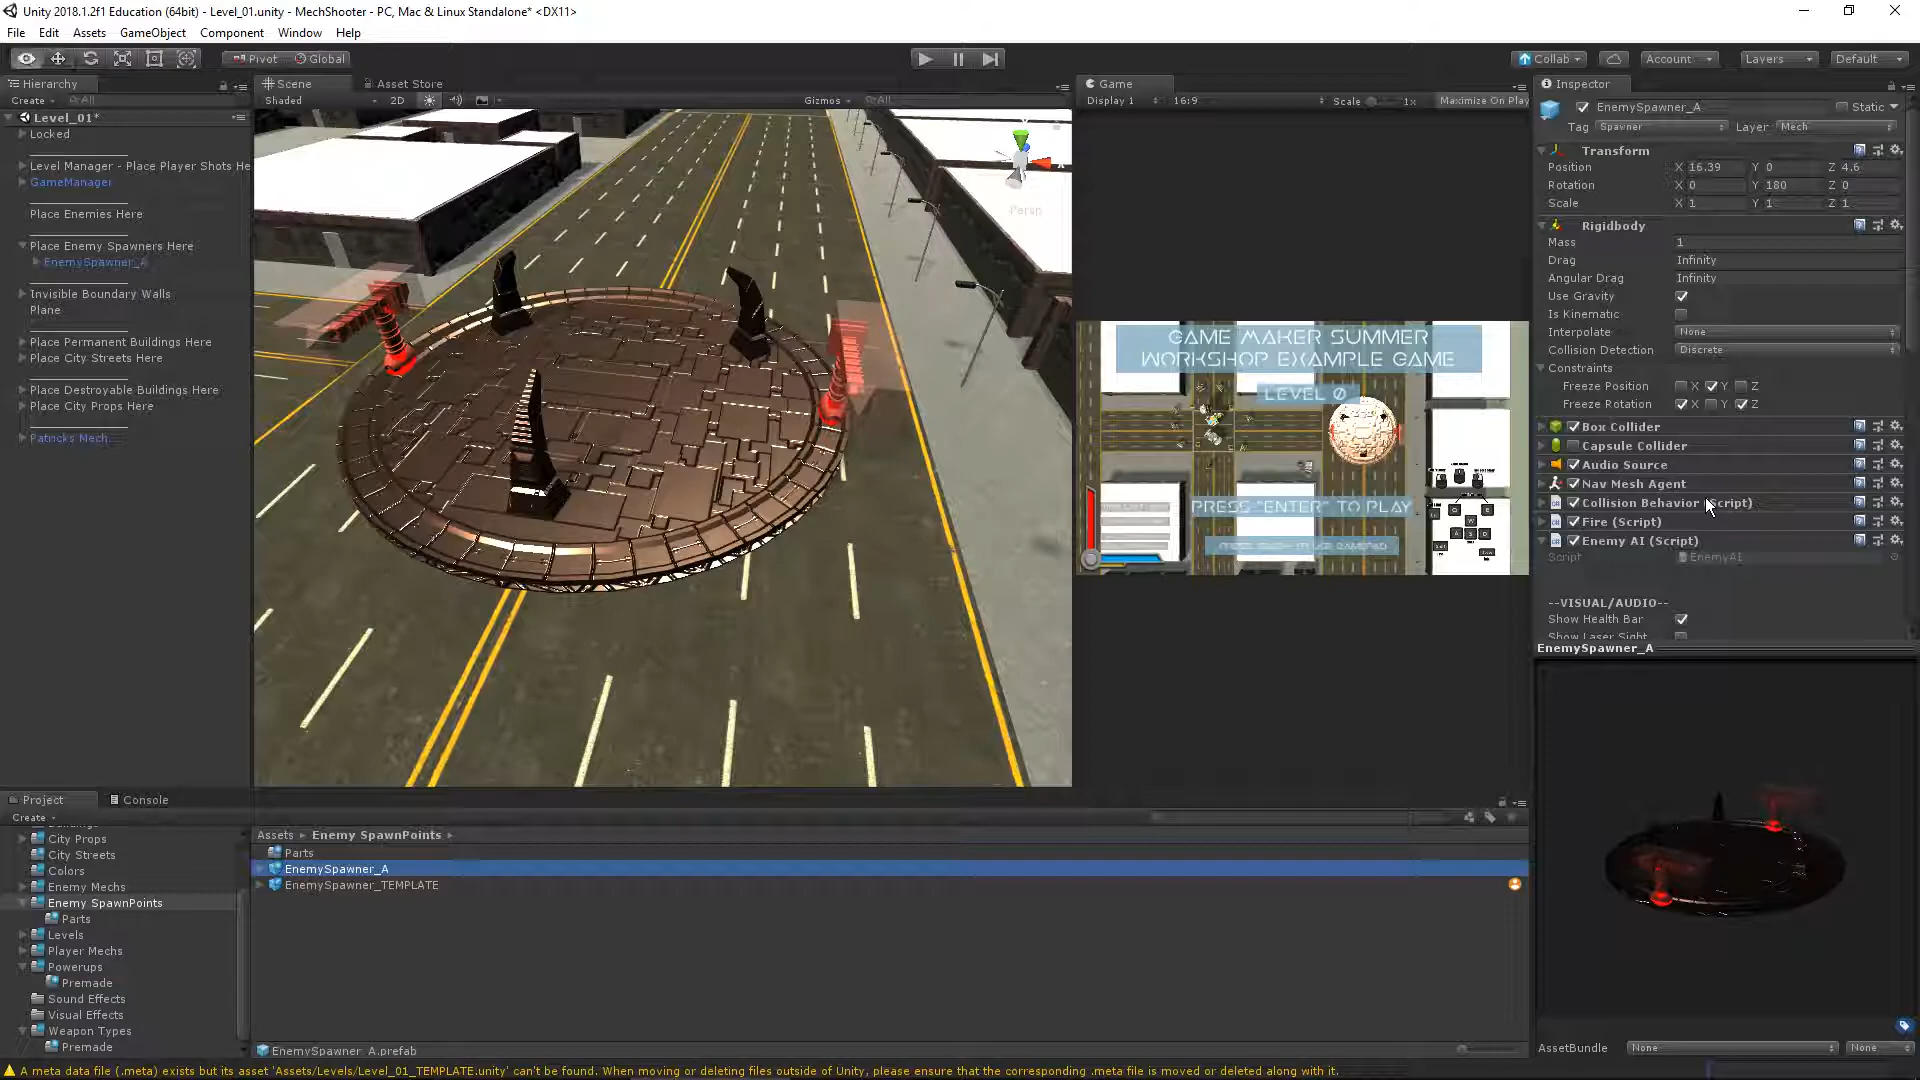 Unity 2018.1.2f1 Education (64bit) - Level_01.unity - MechShooter - PC, Mac & Linux Standalone* <DX11>
File Edit Assets GameObject Component Window Help
Pivot Global Collab Account Layers Default
Hierarchy
Create All
Level_01*
Locked
Level Manager - Place Player Shots He
GameManager
Place Enemies Here
Place Enemy Spawners Here
EnemySpawner_A
Invisible Boundary Walls
Plane
Place Permanent Buildings Here
Place City Streets Here
Place Destroyable Buildings Here
Place City Props Here
Patricks Mech
Scene Asset Store
Shaded 2D Gizmos All
Persp
Game
Display 1 16:9 Scale 1x Maximize On Play
GAME MAKER SUMMER
WORKSHOP EXAMPLE GAME
LEVEL 0
PRESS "ENTER" TO PLAY
Inspector
EnemySpawner_A Static
Tag Spawner Layer Mech
Transform
Position X 16.39 Y 0 Z 4.6
Rotation X 0 Y 180 Z 0
Scale X 1 Y 1 Z 1
Rigidbody
Mass 1
Drag Infinity
Angular Drag Infinity
Use Gravity
Is Kinematic
Interpolate None
Collision Detection Discrete
Constraints
Freeze Position X Y Z
Freeze Rotation X Y Z
Box Collider
Capsule Collider
Audio Source
Nav Mesh Agent
Collision Behavior (Script)
Fire (Script)
Enemy AI (Script)
Script EnemyAI
--VISUAL/AUDIO--
Show Health Bar
Show Laser Sight
EnemySpawner_A
AssetBundle None None
Project Console
Create
Buildings
City Props
City Streets
Colors
Enemy Mechs
Enemy SpawnPoints
Parts
Levels
Player Mechs
Powerups
Premade
Sound Effects
Visual Effects
Weapon Types
Premade
Assets Enemy SpawnPoints
Parts
EnemySpawner_A
EnemySpawner_TEMPLATE
EnemySpawner_A.prefab
A meta data file (.meta) exists but its asset 'Assets/Levels/Level_01_TEMPLATE.unity' can't be found. When moving or deleting files outside of Unity, please ensure that the corresponding .meta file is moved or deleted along with it.